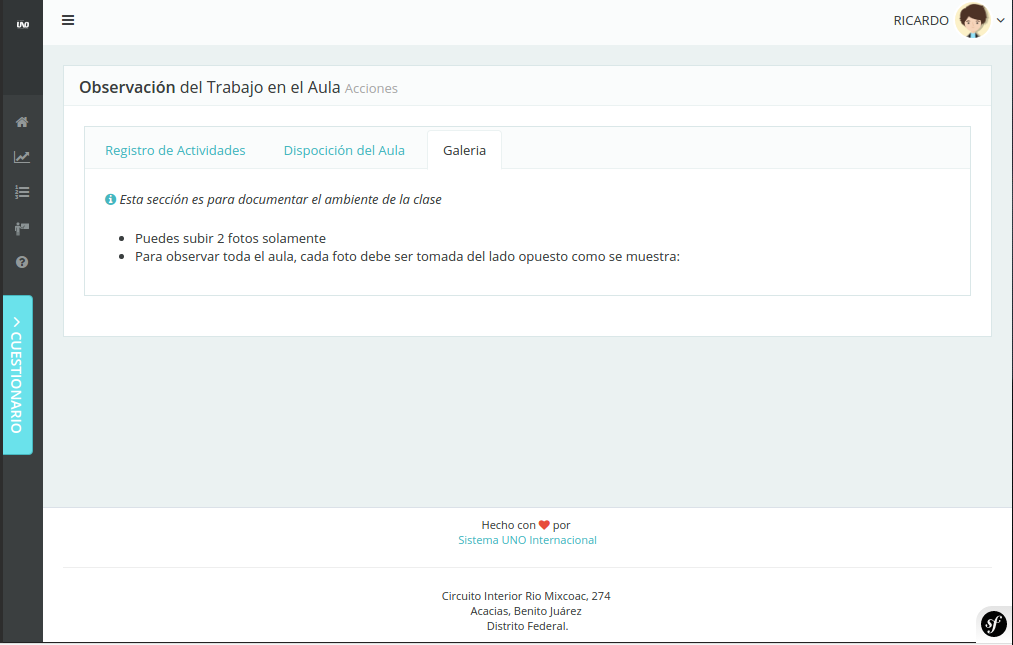 UNO
RICARDO
Observación del Trabajo en el Aula Acciones
Registro de Actividades
Disposición del Aula
Galeria
Esta sección es para documentar el ambiente de la clase
Puedes subir 2 fotos solamente
Para observar toda el aula, cada foto debe ser tomada del lado opuesto como se muestra:
CUESTIONARIO
Hecho con ❤ por
Sistema UNO Internacional
Circuito Interior Rio Mixcoac, 274
Acacias, Benito Juárez
Distrito Federal.
sf